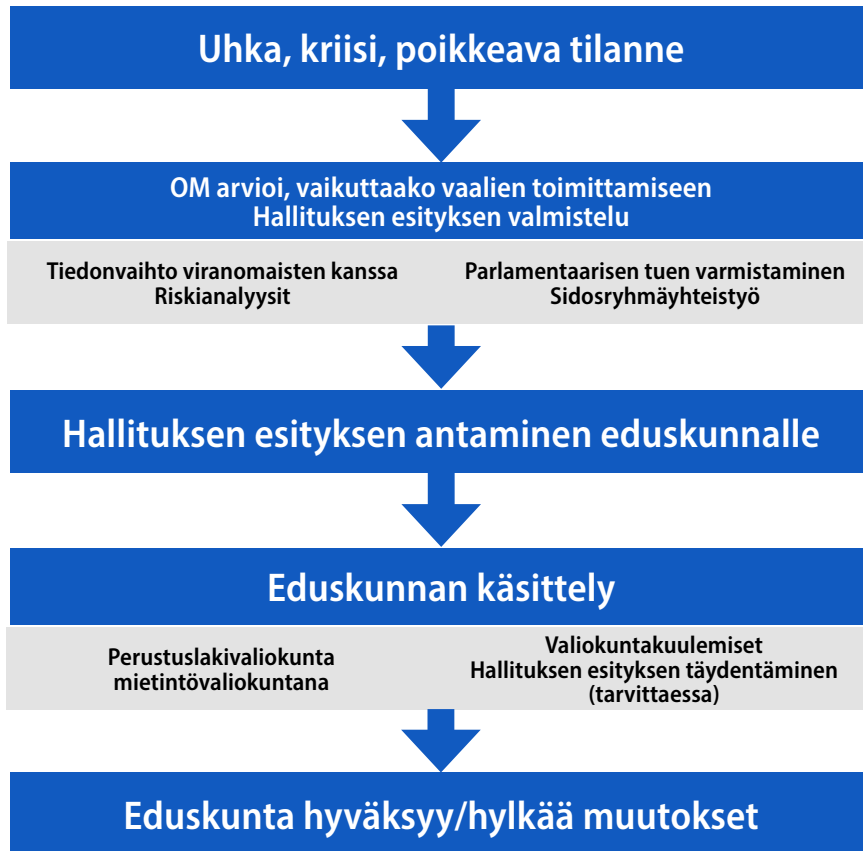 Uhka, kriisi, poikkeava tilanne
OM arvioi, vaikuttaako vaalien toimittamiseen
Hallituksen esityksen valmistelu
Tiedonvaihto viranomaisten kanssa
Riskianalyysit
Parlamentaarisen tuen varmistaminen
Sidosryhmäyhteistyö
Hallituksen esityksen antaminen eduskunnalle
Eduskunnan käsittely
Perustuslakivaliokunta
mietintövaliokuntana
Valiokuntakuulemiset
Hallituksen esityksen täydentäminen
(tarvittaessa)
Eduskunta hyväksyy/hylkää muutokset